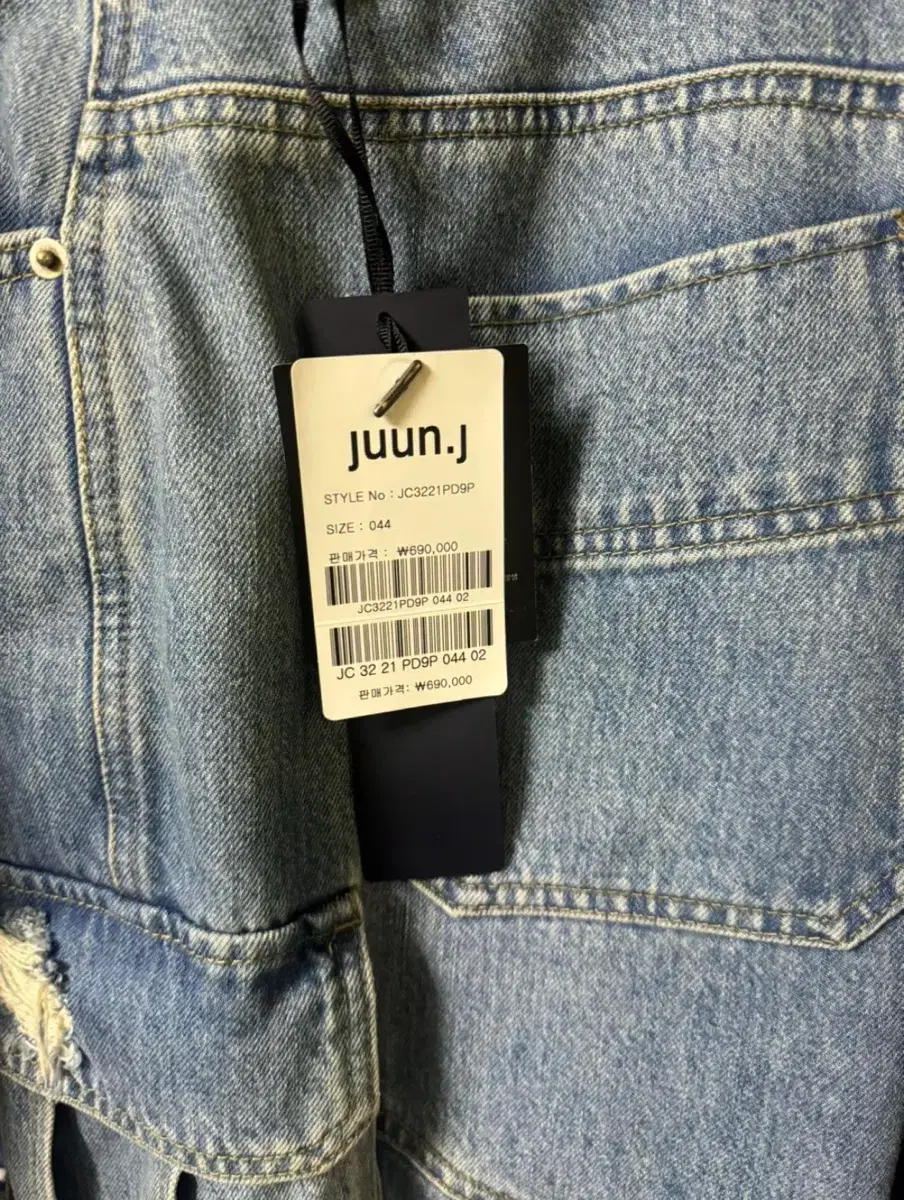 juun.j
STYLE No : JC3221PD9P
SIZE : 044
판매가격 : ₩690,000
JC3221PD9P 044 02
JC 32 21 PD9P 044 02
판매가격: ₩690,000